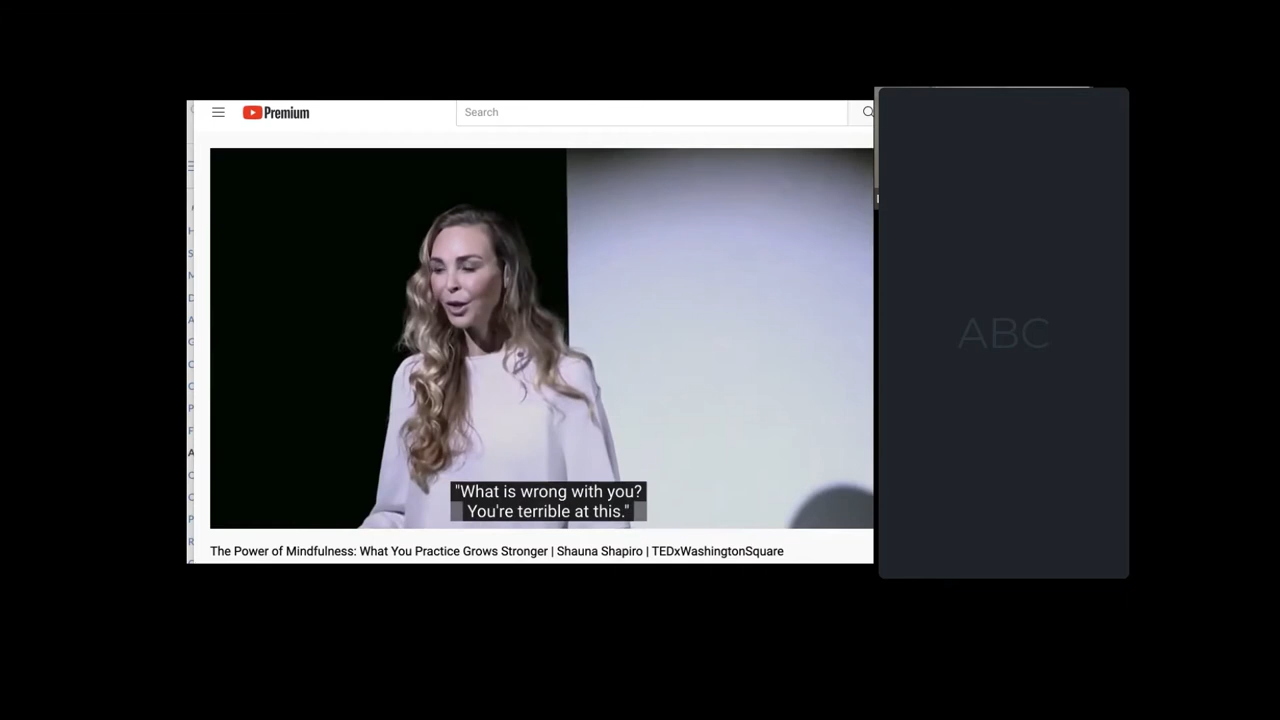 Premium
Search
"What is wrong with you?
You're terrible at this."
The Power of Mindfulness: What You Practice Grows Stronger | Shauna Shapiro | TEDxWashingtonSquare
ABC